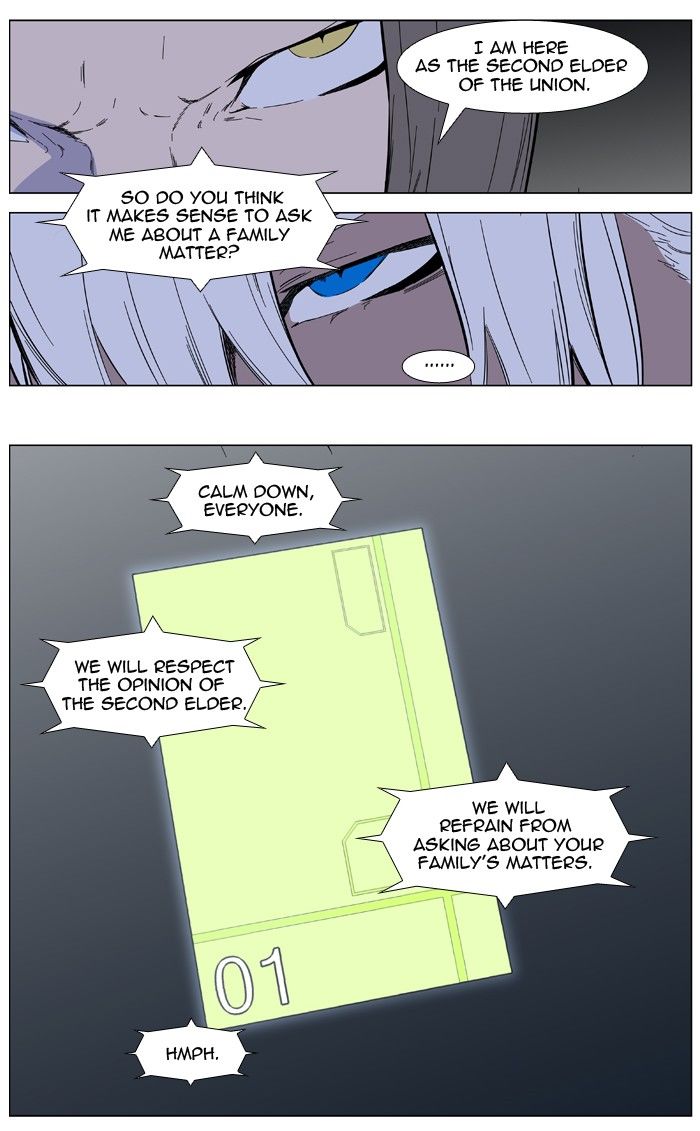 I AM HERE
AS THE SECOND ELDER
OF THE UNION.
SO DO YOU THINK
IT MAKES SENSE TO ASK
ME ABOUT A FAMILY
MATTER?
......
CALM DOWN,
EVERYONE.
WE WILL RESPECT
THE OPINION OF
THE SECOND ELDER.
WE WILL
REFRAIN FROM
ASKING ABOUT YOUR
FAMILY'S MATTERS.
01
HMPH.